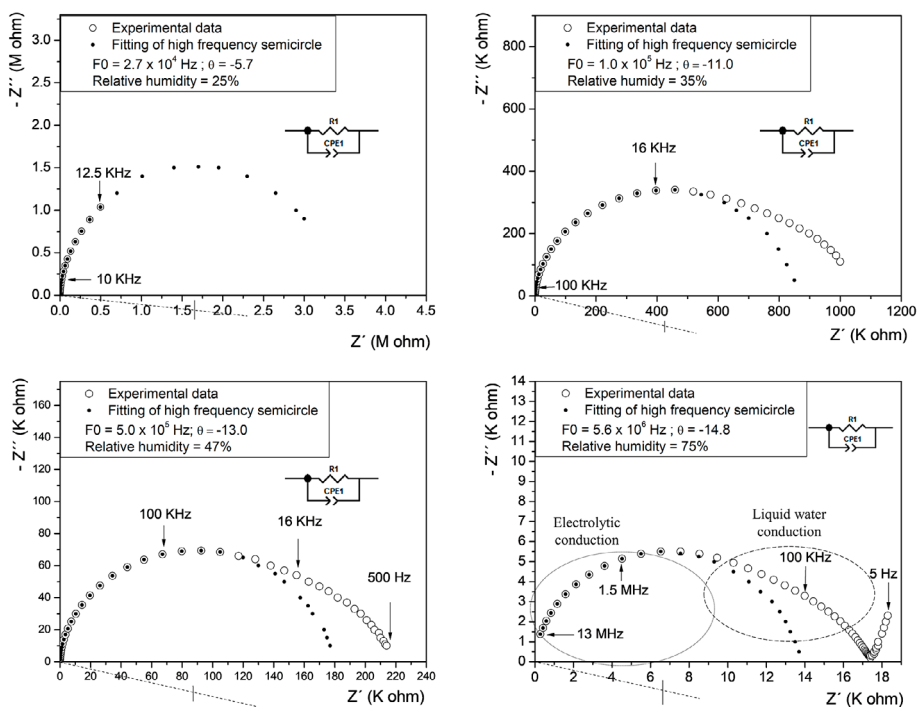 - Z´´ (M ohm)
3.0
2.5
2.0
1.5
1.0
0.5
0.0
Experimental data
Fitting of high frequency semicircle
F0 = 2.7 x 10⁴ Hz ; θ = -5.7
Relative humidity = 25%
R1
CPE1
12.5 KHz
10 KHz
0.0 0.5 1.0 1.5 2.0 2.5 3.0 3.5 4.0 4.5
Z´ (M ohm)
- Z´´ (K ohm)
900
700
500
300
100
0
Experimental data
Fitting of high frequency semicircle
F0 = 1.0 x 10⁵ Hz ; θ = -11.0
Relative humidy = 35%
R1
CPE1
16 KHz
100 KHz
0 200 400 600 800 1000 1200
Z´ (K ohm)
- Z´´ (K ohm)
160
140
120
100
80
60
40
20
0
Experimental data
Fitting of high frequency semicircle
F0 = 5.0 x 10⁵ Hz; θ = -13.0
Relative humidity = 47%
R1
CPE1
100 KHz
16 KHz
500 Hz
0 20 40 60 80 100 120 140 160 180 200 220 240
Z´ (K ohm)
- Z´´ (K ohm)
14
13
12
11
10
9
8
7
6
5
4
3
2
1
0
Experimental data
Fitting of high frequency semicircle
F0 = 5.6 x 10⁶ Hz ; θ = -14.8
Relative humidity = 75%
R1
CPE1
Electrolytic
conduction
Liquid water
conduction
100 KHz
5 Hz
1.5 MHz
13 MHz
0 2 4 6 8 10 12 14 16 18
Z´ (K ohm)